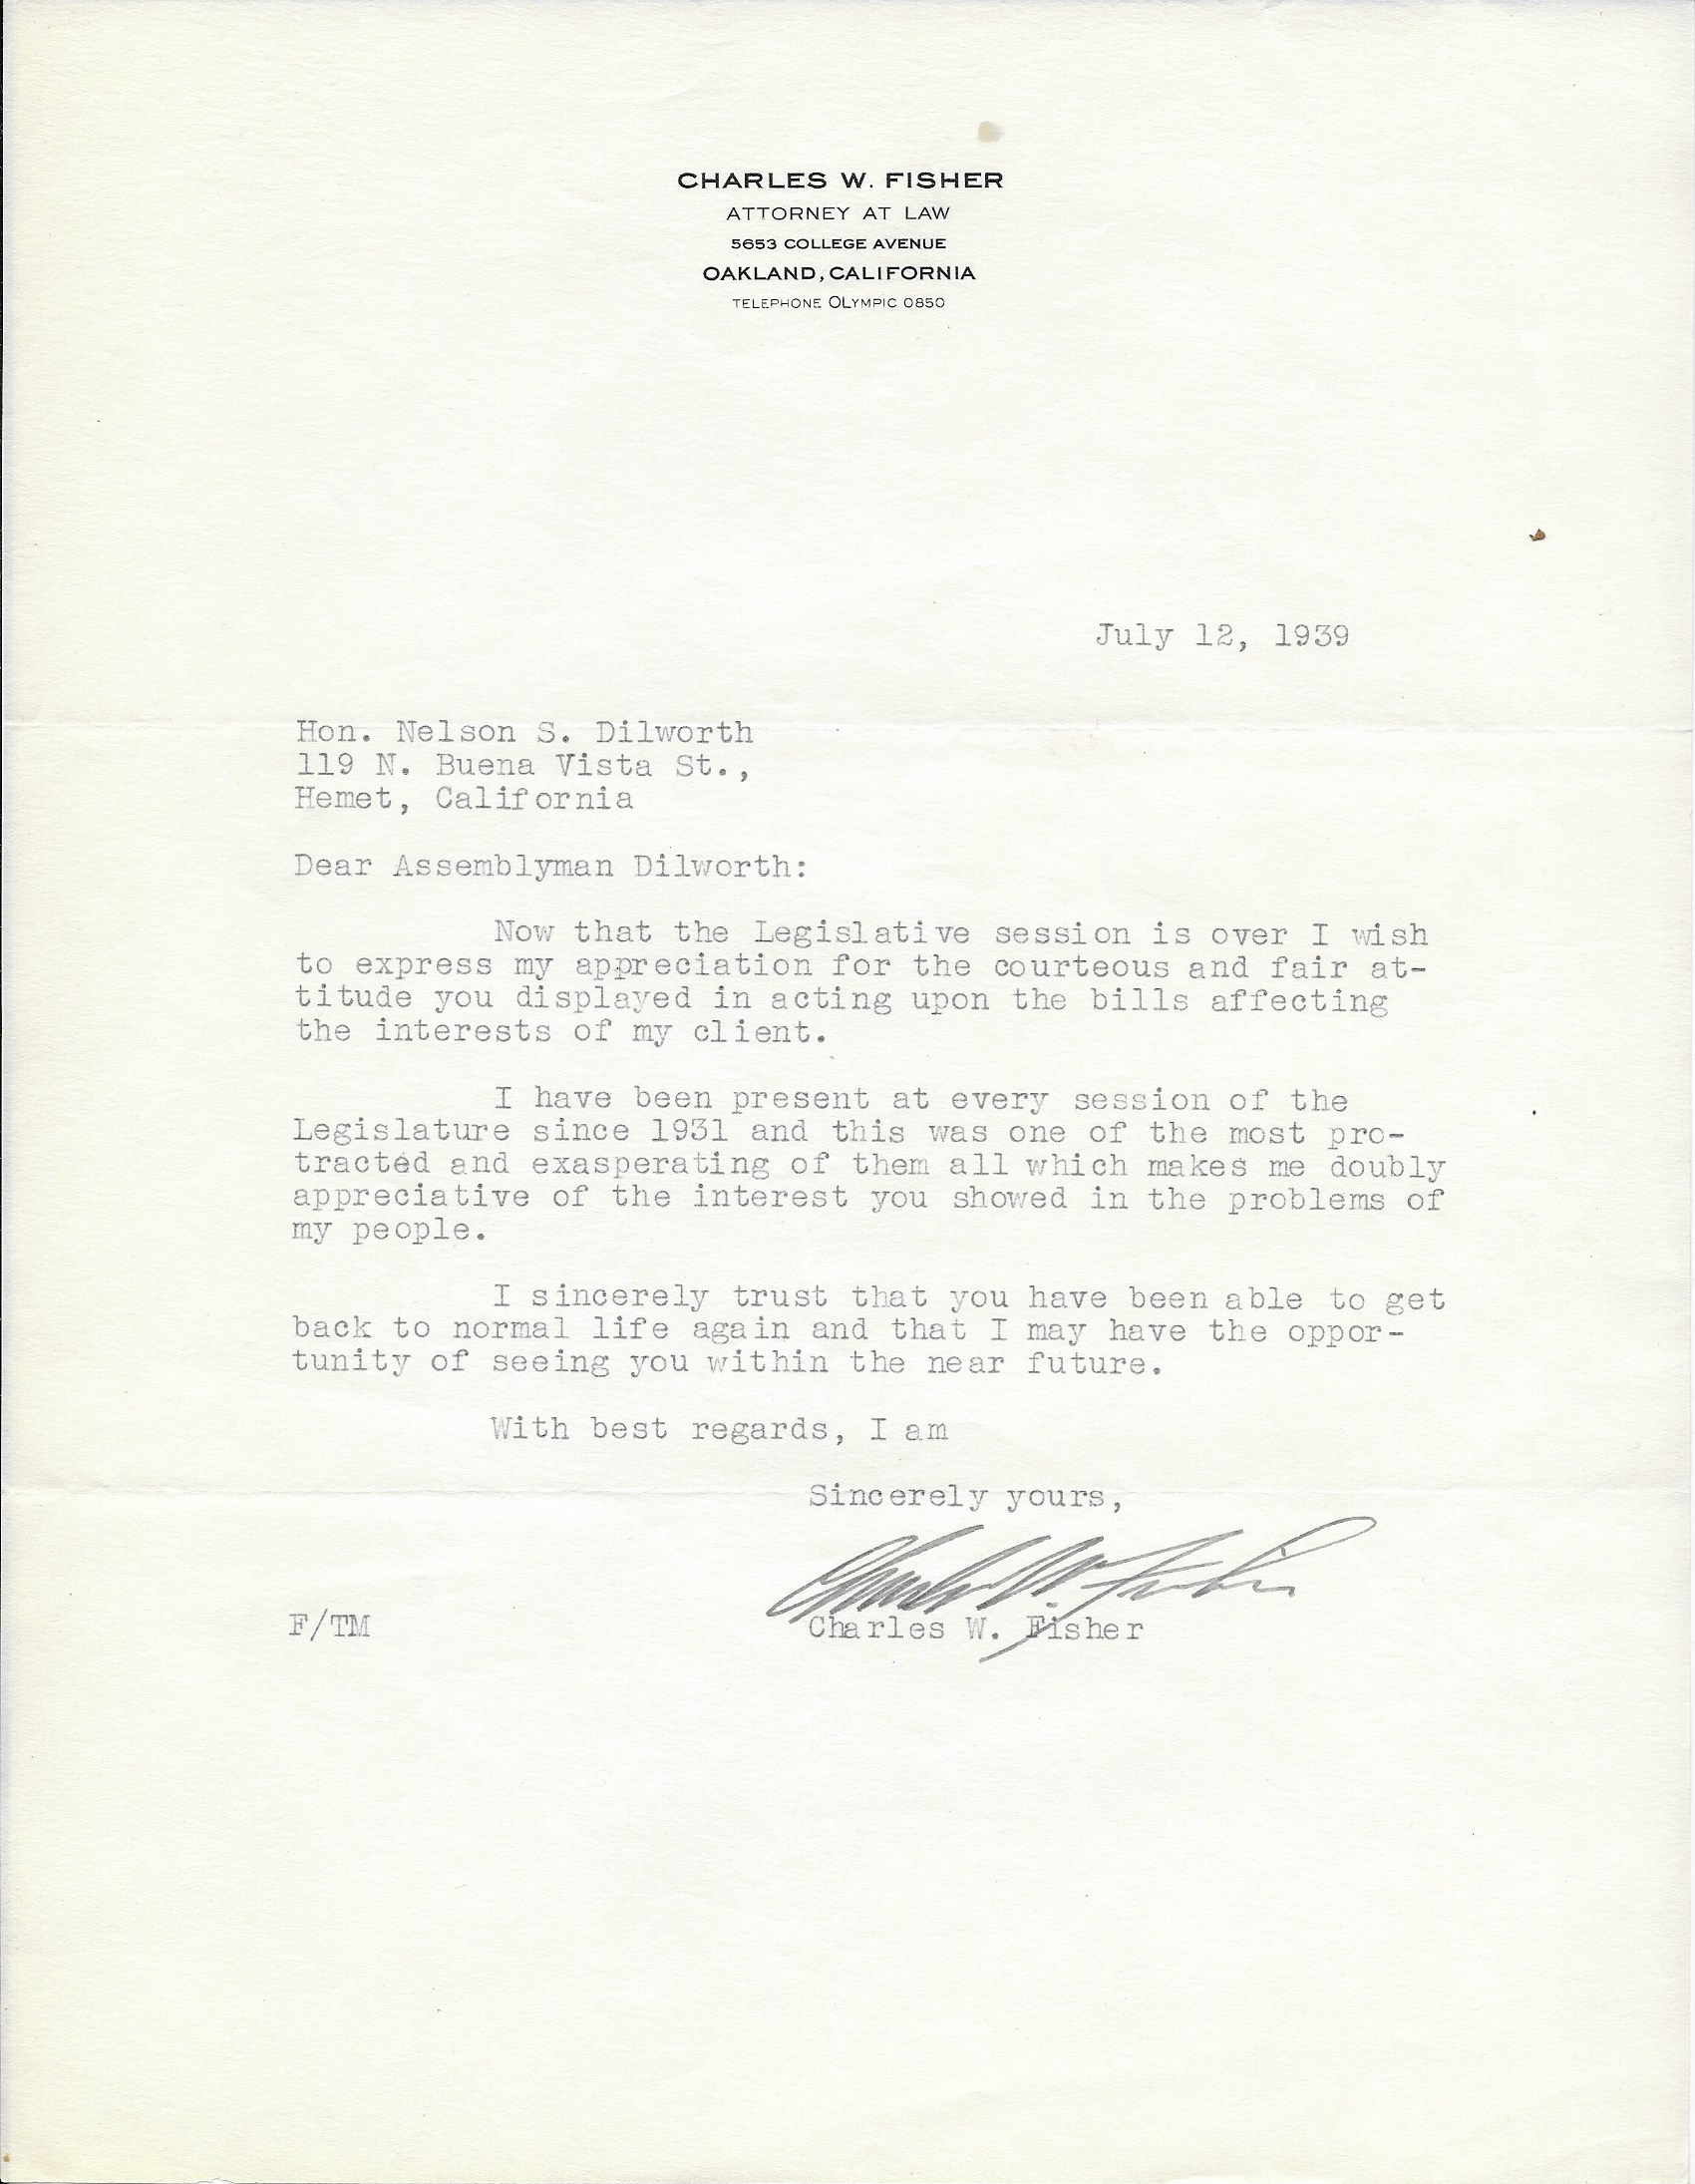 CHARLES W. FISHER
ATTORNEY AT LAW
5653 COLLEGE AVENUE
OAKLAND, CALIFORNIA
TELEPHONE OLYMPIC 0850
July 12, 1939
Hon. Nelson S. Dilworth
119 N. Buena Vista St.,
Hemet, California
Dear Assemblyman Dilworth:
Now that the Legislative session is over I wish
to express my appreciation for the courteous and fair at-
titude you displayed in acting upon the bills affecting
the interests of my client.
I have been present at every session of the
Legislature since 1931 and this was one of the most pro-
tracted and exasperating of them all which makes me doubly
appreciative of the interest you showed in the problems of
my people.
I sincerely trust that you have been able to get
back to normal life again and that I may have the oppor-
tunity of seeing you within the near future.
With best regards, I am
Sincerely yours,
Charles W. Fisher
F/TM
Charles W. Fisher